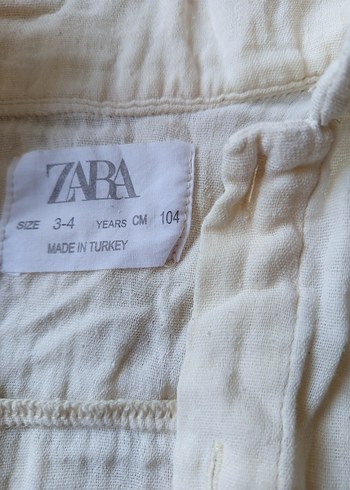 ZARA
SIZE 3-4 YEARS CM 104
MADE IN TURKEY